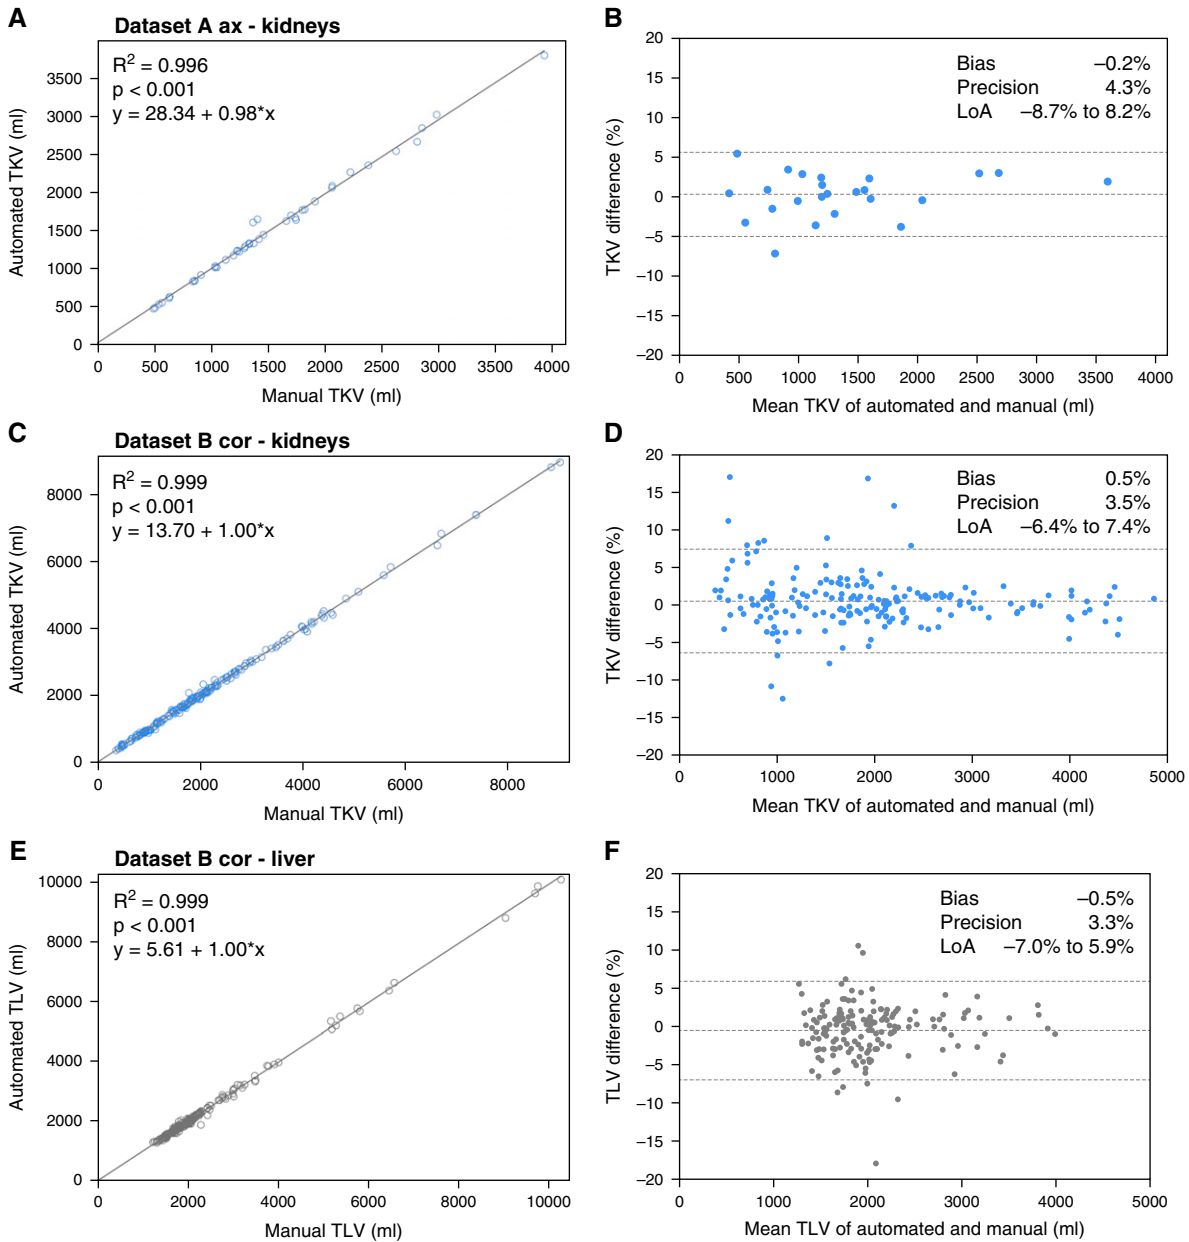 A
Dataset A ax - kidneys
R² = 0.996
p < 0.001
y = 28.34 + 0.98*x
Automated TKV (ml)
3500
3000
2500
2000
1500
1000
500
0
0 500 1000 1500 2000 2500 3000 3500 4000
Manual TKV (ml)
B
Bias –0.2%
Precision 4.3%
LoA –8.7% to 8.2%
TKV difference (%)
20
15
10
5
0
–5
–10
–15
–20
0 500 1000 1500 2000 2500 3000 3500 4000
Mean TKV of automated and manual (ml)
C
Dataset B cor - kidneys
R² = 0.999
p < 0.001
y = 13.70 + 1.00*x
Automated TKV (ml)
8000
6000
4000
2000
0
0 2000 4000 6000 8000
Manual TKV (ml)
D
Bias 0.5%
Precision 3.5%
LoA –6.4% to 7.4%
TKV difference (%)
20
15
10
5
0
–5
–10
–15
–20
0 1000 2000 3000 4000 5000
Mean TKV of automated and manual (ml)
E
Dataset B cor - liver
R² = 0.999
p < 0.001
y = 5.61 + 1.00*x
Automated TLV (ml)
10000
8000
6000
4000
2000
0
0 2000 4000 6000 8000 10000
Manual TLV (ml)
F
Bias –0.5%
Precision 3.3%
LoA –7.0% to 5.9%
TLV difference (%)
20
15
10
5
0
–5
–10
–15
–20
0 1000 2000 3000 4000 5000
Mean TLV of automated and manual (ml)